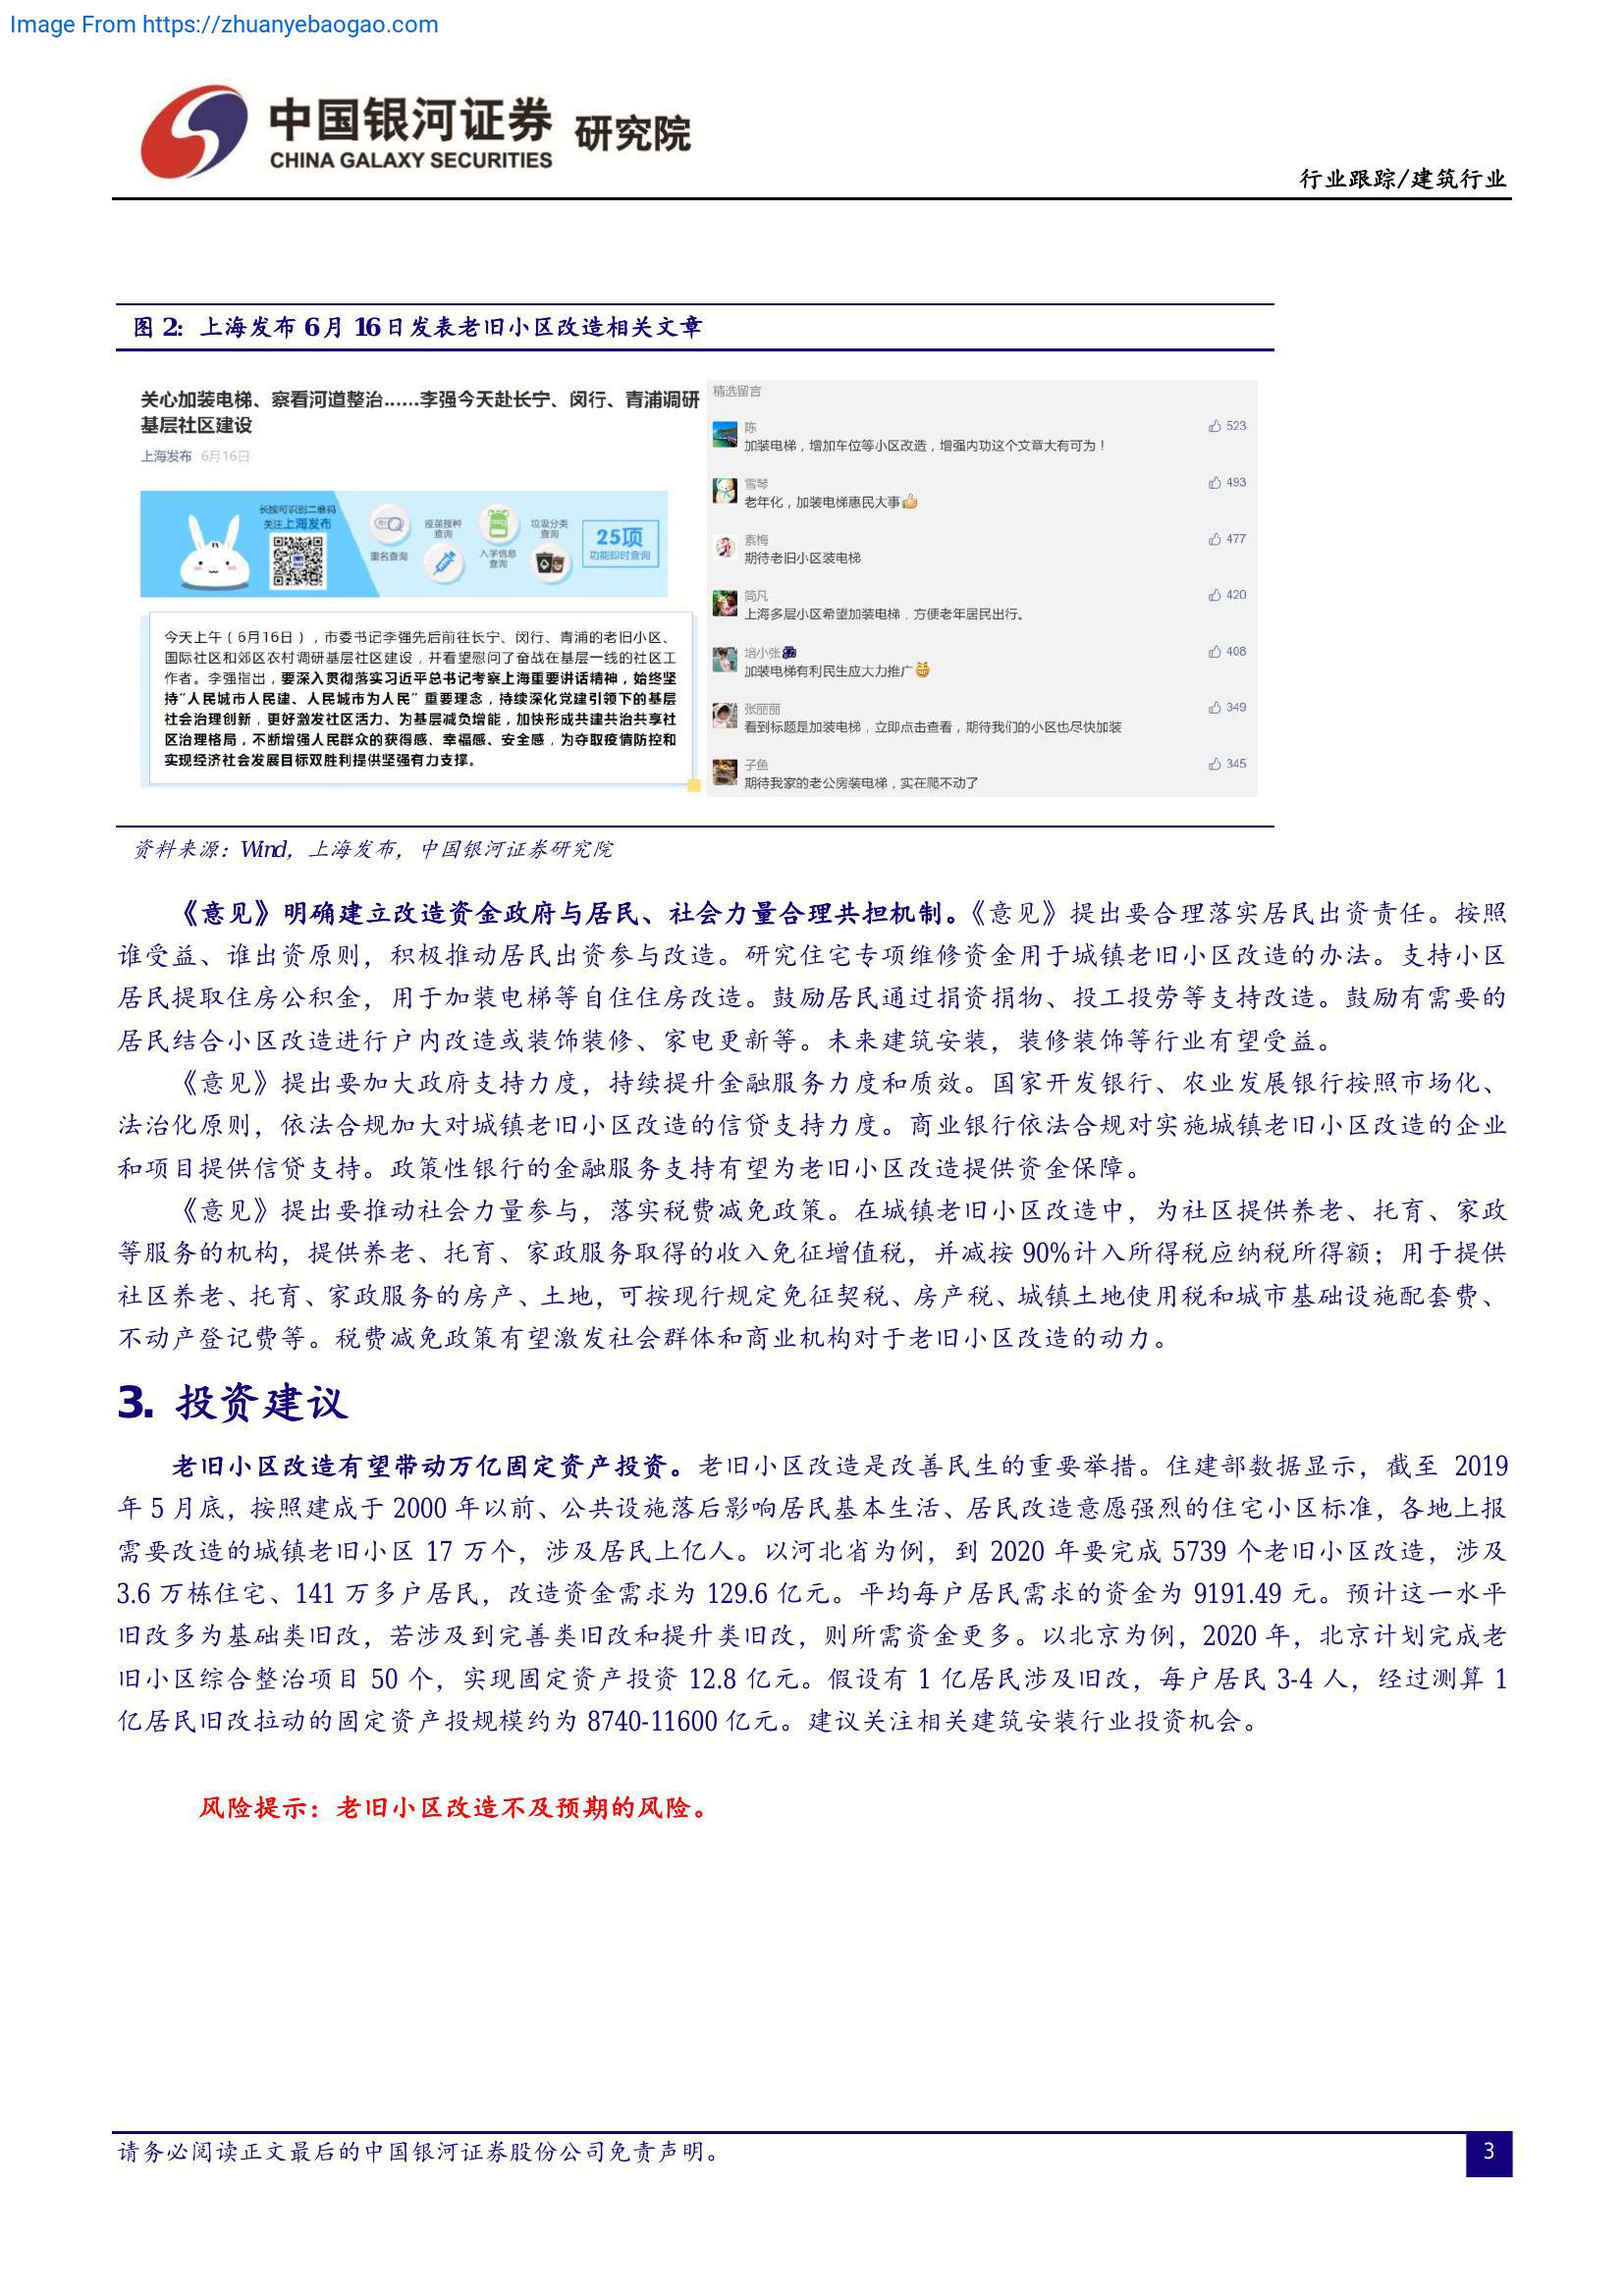 Image From https://zhuanyebaogao.com
中国银河证券 研究院
CHINA GALAXY SECURITIES
行业跟踪/建筑行业
图 2: 上海发布 6 月 16 日发表老旧小区改造相关文章
关心加装电梯、察看河道整治......李强今天赴长宁、闵行、青浦调研
基层社区建设
上海发布 6月16日
长按可识别二维码
关注上海发布
重名查询
疫苗接种
查询
入学信息
查询
垃圾分类
查询
25项
功能即时查询
今天上午（6月16日），市委书记李强先后前往长宁、闵行、青浦的老旧小区、
国际社区和郊区农村调研基层社区建设，并看望慰问了奋战在基层一线的社区工
作者。李强指出，要深入贯彻落实习近平总书记考察上海重要讲话精神，始终坚
持“人民城市人民建、人民城市为人民”重要理念，持续深化党建引领下的基层
社会治理创新，更好激发社区活力、为基层减负增能，加快形成共建共治共享社
区治理格局，不断增强人民群众的获得感、幸福感、安全感，为夺取疫情防控和
实现经济社会发展目标双胜利提供坚强有力支撑。
精选留言
陈 523
加装电梯，增加车位等小区改造，增强内功这个文章大有可为！
雪琴 493
老年化，加装电梯惠民大事👍
素梅 477
期待老旧小区装电梯
简凡 420
上海多层小区希望加装电梯，方便老年居民出行。
培小张 408
加装电梯有利民生应大力推广😁
张丽丽 349
看到标题是加装电梯，立即点击查看，期待我们的小区也尽快加装
子鱼 345
期待我家的老公房装电梯，实在爬不动了
资料来源：Wind，上海发布，中国银河证券研究院
《意见》明确建立改造资金政府与居民、社会力量合理共担机制。《意见》提出要合理落实居民出资责任。按照
谁受益、谁出资原则，积极推动居民出资参与改造。研究住宅专项维修资金用于城镇老旧小区改造的办法。支持小区
居民提取住房公积金，用于加装电梯等自住住房改造。鼓励居民通过捐资捐物、投工投劳等支持改造。鼓励有需要的
居民结合小区改造进行户内改造或装饰装修、家电更新等。未来建筑安装，装修装饰等行业有望受益。
《意见》提出要加大政府支持力度，持续提升金融服务力度和质效。国家开发银行、农业发展银行按照市场化、
法治化原则，依法合规加大对城镇老旧小区改造的信贷支持力度。商业银行依法合规对实施城镇老旧小区改造的企业
和项目提供信贷支持。政策性银行的金融服务支持有望为老旧小区改造提供资金保障。
《意见》提出要推动社会力量参与，落实税费减免政策。在城镇老旧小区改造中，为社区提供养老、托育、家政
等服务的机构，提供养老、托育、家政服务取得的收入免征增值税，并减按 90%计入所得税应纳税所得额；用于提供
社区养老、托育、家政服务的房产、土地，可按现行规定免征契税、房产税、城镇土地使用税和城市基础设施配套费、
不动产登记费等。税费减免政策有望激发社会群体和商业机构对于老旧小区改造的动力。
3. 投资建议
老旧小区改造有望带动万亿固定资产投资。老旧小区改造是改善民生的重要举措。住建部数据显示，截至 2019
年 5 月底，按照建成于 2000 年以前、公共设施落后影响居民基本生活、居民改造意愿强烈的住宅小区标准，各地上报
需要改造的城镇老旧小区 17 万个，涉及居民上亿人。以河北省为例，到 2020 年要完成 5739 个老旧小区改造，涉及
3.6 万栋住宅、141 万多户居民，改造资金需求为 129.6 亿元。平均每户居民需求的资金为 9191.49 元。预计这一水平
旧改多为基础类旧改，若涉及到完善类旧改和提升类旧改，则所需资金更多。以北京为例，2020 年，北京计划完成老
旧小区综合整治项目 50 个，实现固定资产投资 12.8 亿元。假设有 1 亿居民涉及旧改，每户居民 3-4 人，经过测算 1
亿居民旧改拉动的固定资产投规模约为 8740-11600 亿元。建议关注相关建筑安装行业投资机会。
风险提示：老旧小区改造不及预期的风险。
请务必阅读正文最后的中国银河证券股份公司免责声明。
3